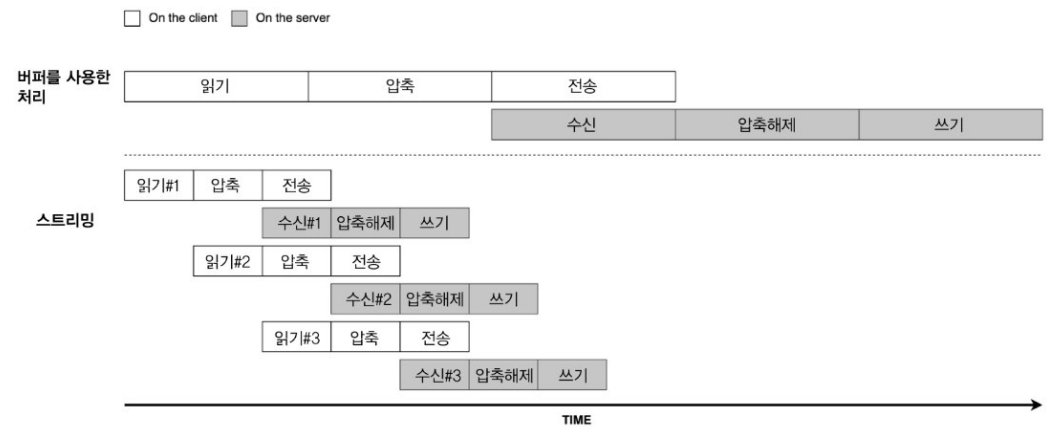 On the client On the server
버퍼를 사용한
처리
읽기 압축 전송
수신 압축해제 쓰기
읽기#1 압축 전송
스트리밍
수신#1 압축해제 쓰기
읽기#2 압축 전송
수신#2 압축해제 쓰기
읽기#3 압축 전송
수신#3 압축해제 쓰기
TIME